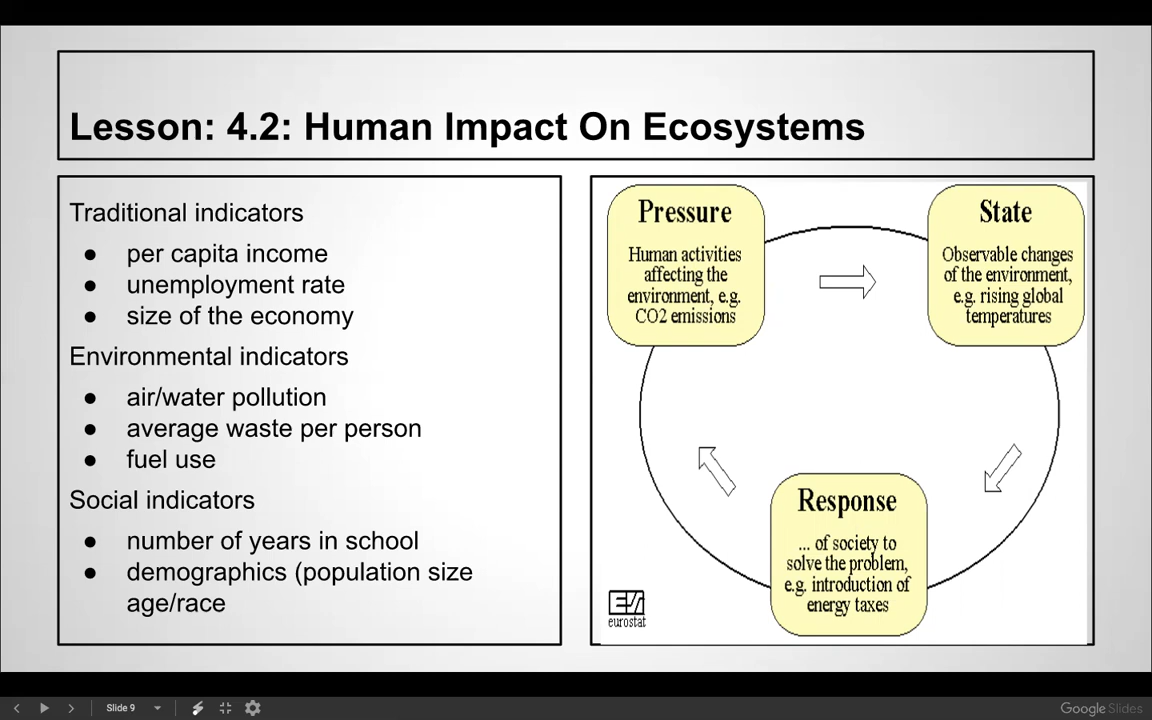 Lesson: 4.2: Human Impact On Ecosystems
Traditional indicators
● per capita income
● unemployment rate
● size of the economy
Environmental indicators
● air/water pollution
● average waste per person
● fuel use
Social indicators
● number of years in school
● demographics (population size
age/race
Pressure
Human activities
affecting the
environment, e.g.
CO2 emissions
State
Observable changes
of the environment,
e.g. rising global
temperatures
Response
... of society to
solve the problem,
e.g. introduction of
energy taxes
eurostat
Slide 9
Google Slides